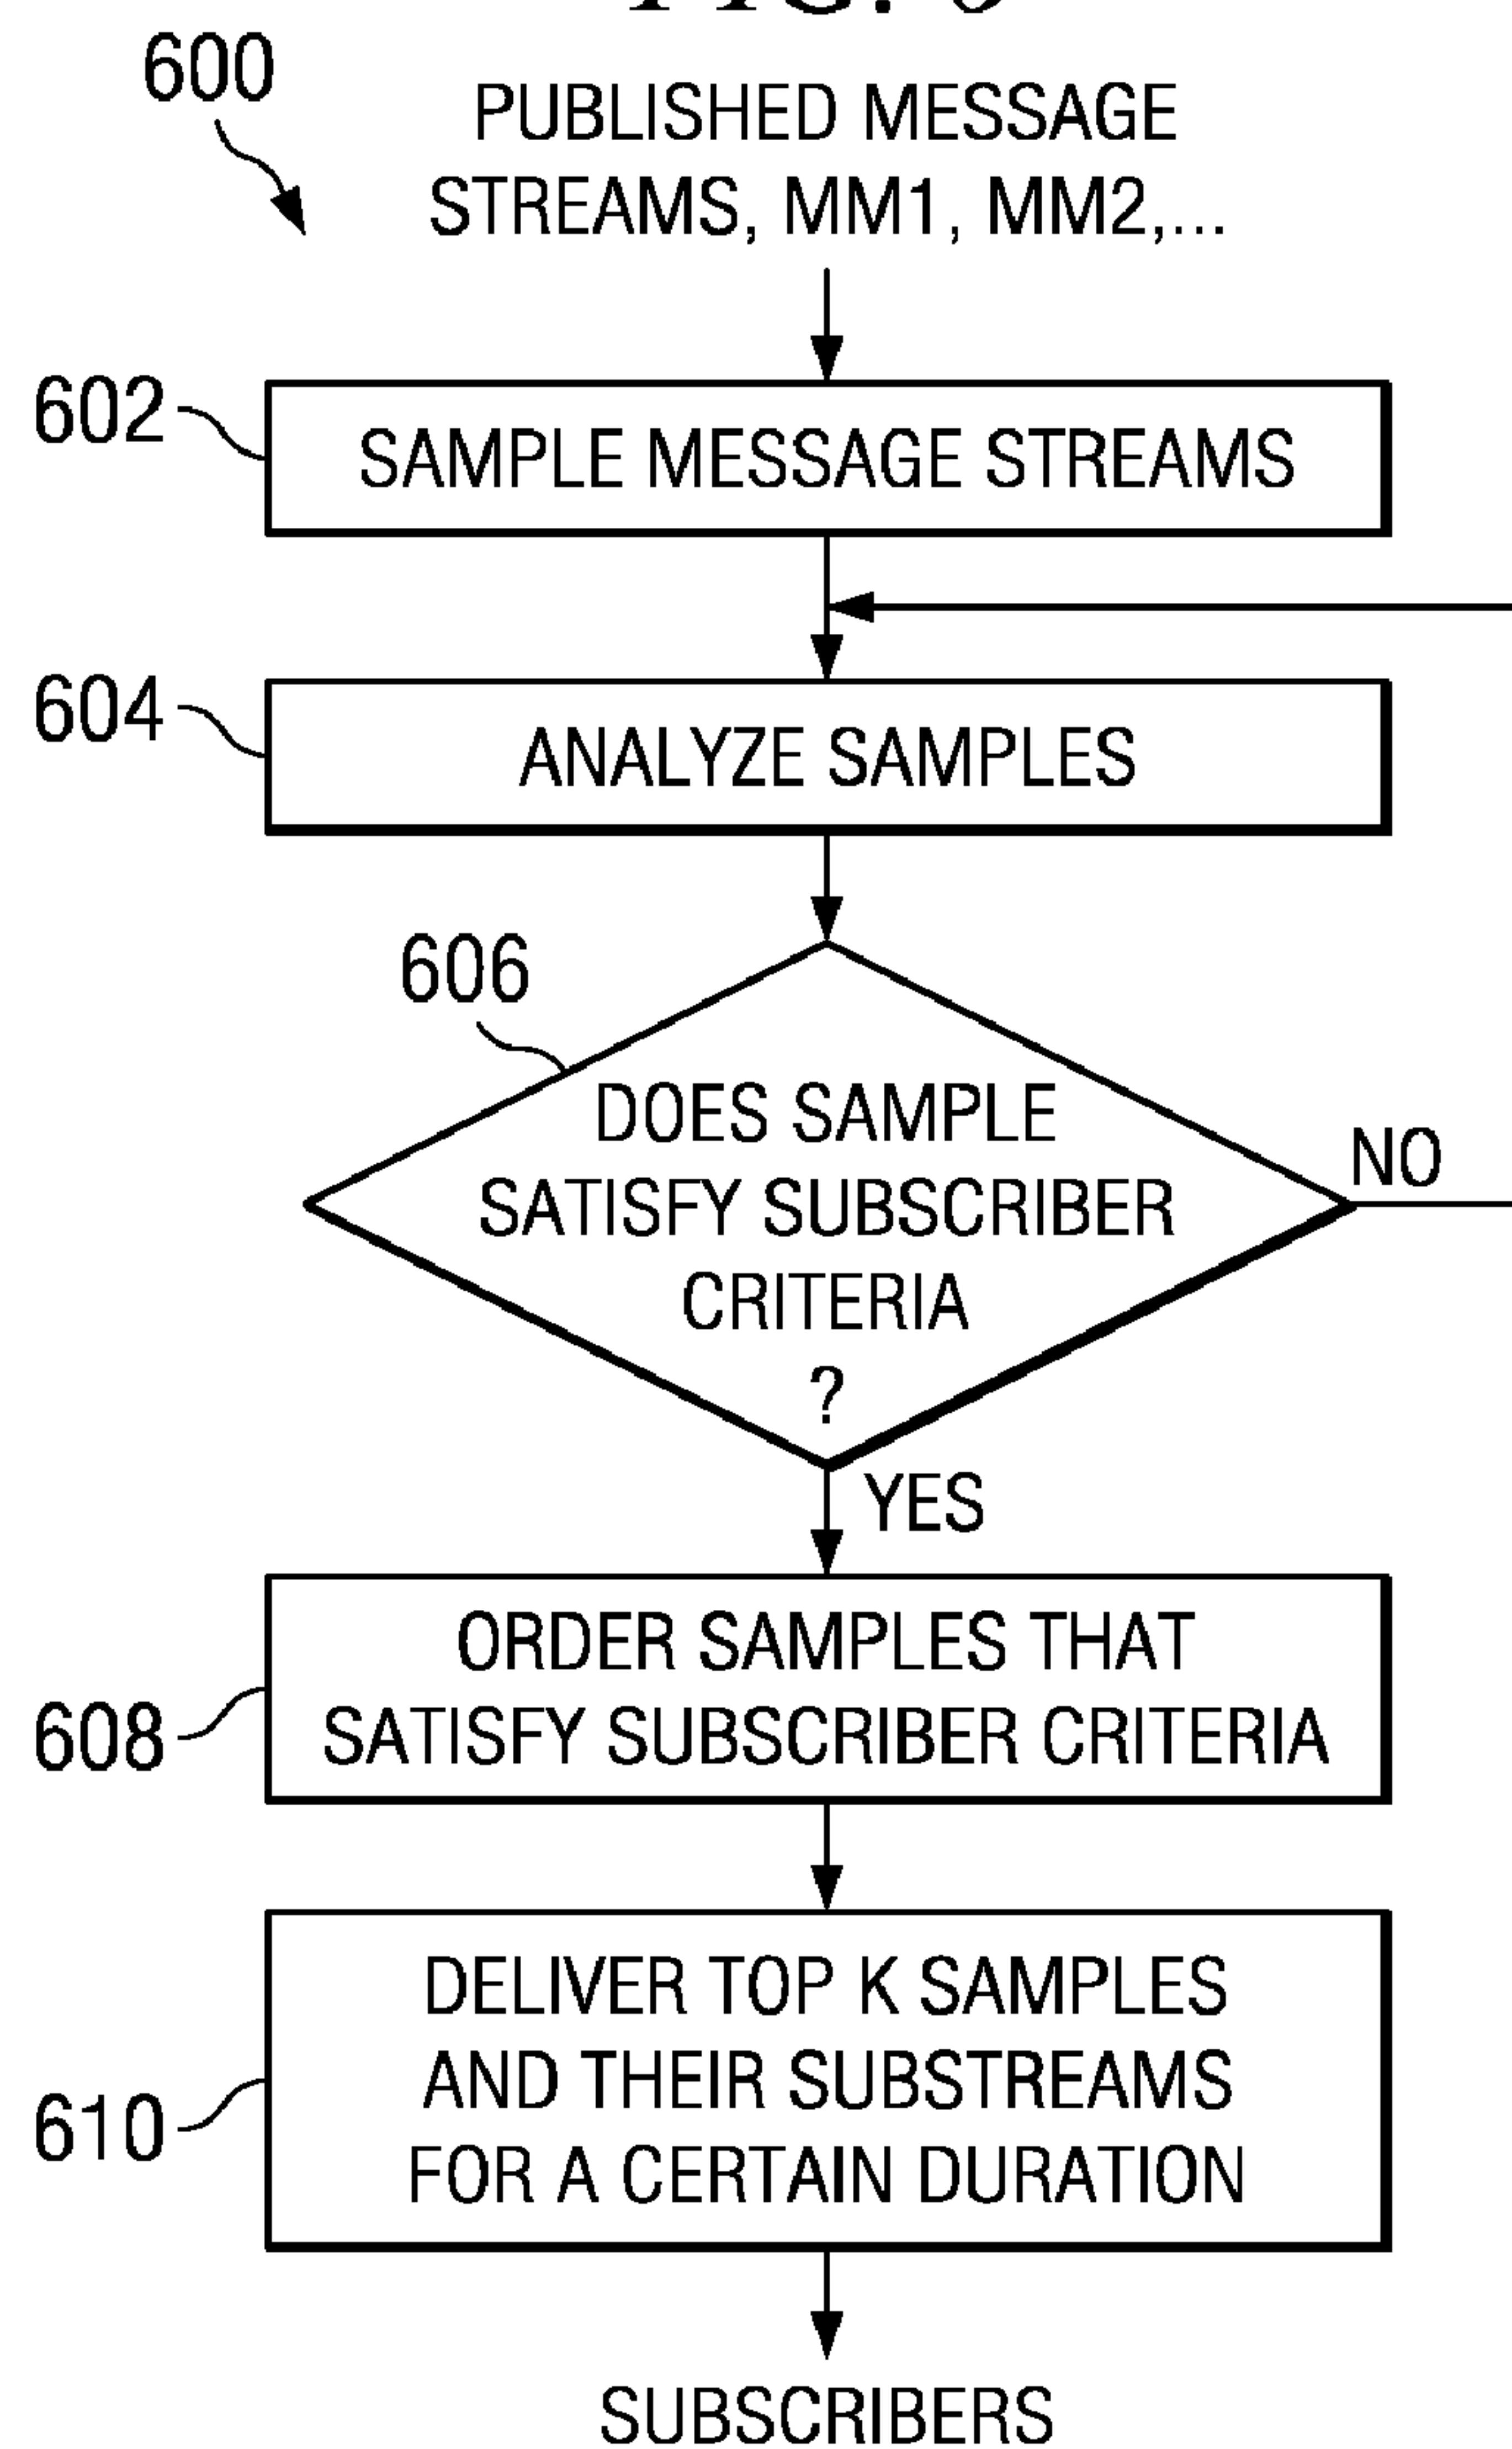 600
PUBLISHED MESSAGE
STREAMS, MM1, MM2,...
602
SAMPLE MESSAGE STREAMS
604
ANALYZE SAMPLES
606
DOES SAMPLE
SATISFY SUBSCRIBER
CRITERIA
?
NO
YES
608
ORDER SAMPLES THAT
SATISFY SUBSCRIBER CRITERIA
610
DELIVER TOP K SAMPLES
AND THEIR SUBSTREAMS
FOR A CERTAIN DURATION
SUBSCRIBERS